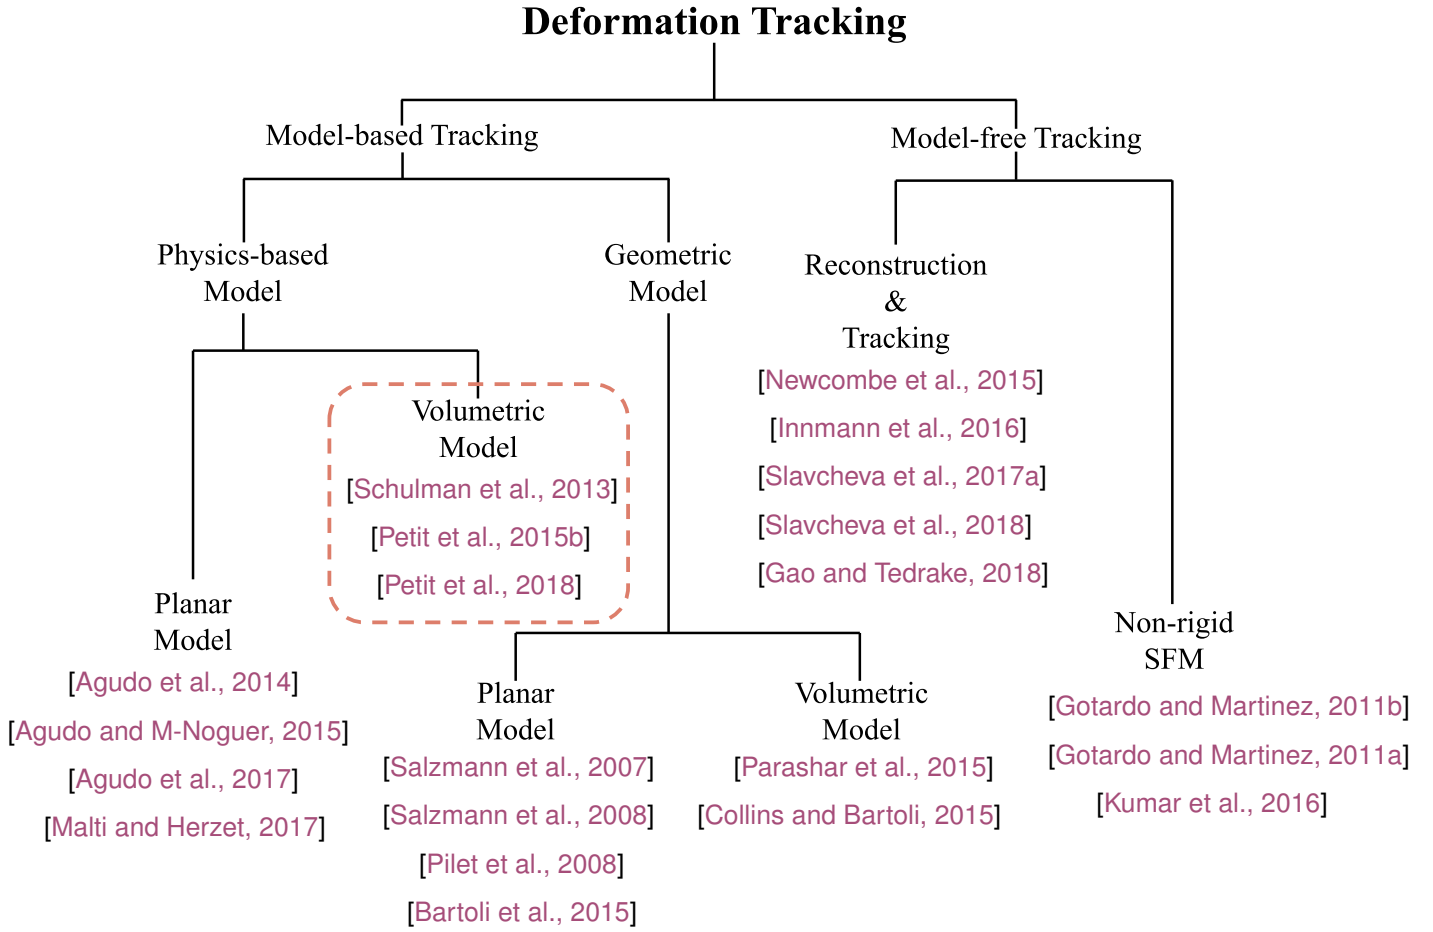 Deformation Tracking
Model-based Tracking
Model-free Tracking
Physics-based
Model
Geometric
Model
Reconstruction
&
Tracking
[Newcombe et al., 2015]
[Innmann et al., 2016]
[Slavcheva et al., 2017a]
[Slavcheva et al., 2018]
[Gao and Tedrake, 2018]
Volumetric
Model
[Schulman et al., 2013]
[Petit et al., 2015b]
[Petit et al., 2018]
Planar
Model
[Agudo et al., 2014]
[Agudo and M-Noguer, 2015]
[Agudo et al., 2017]
[Malti and Herzet, 2017]
Planar
Model
[Salzmann et al., 2007]
[Salzmann et al., 2008]
[Pilet et al., 2008]
[Bartoli et al., 2015]
Volumetric
Model
[Parashar et al., 2015]
[Collins and Bartoli, 2015]
Non-rigid
SFM
[Gotardo and Martinez, 2011b]
[Gotardo and Martinez, 2011a]
[Kumar et al., 2016]